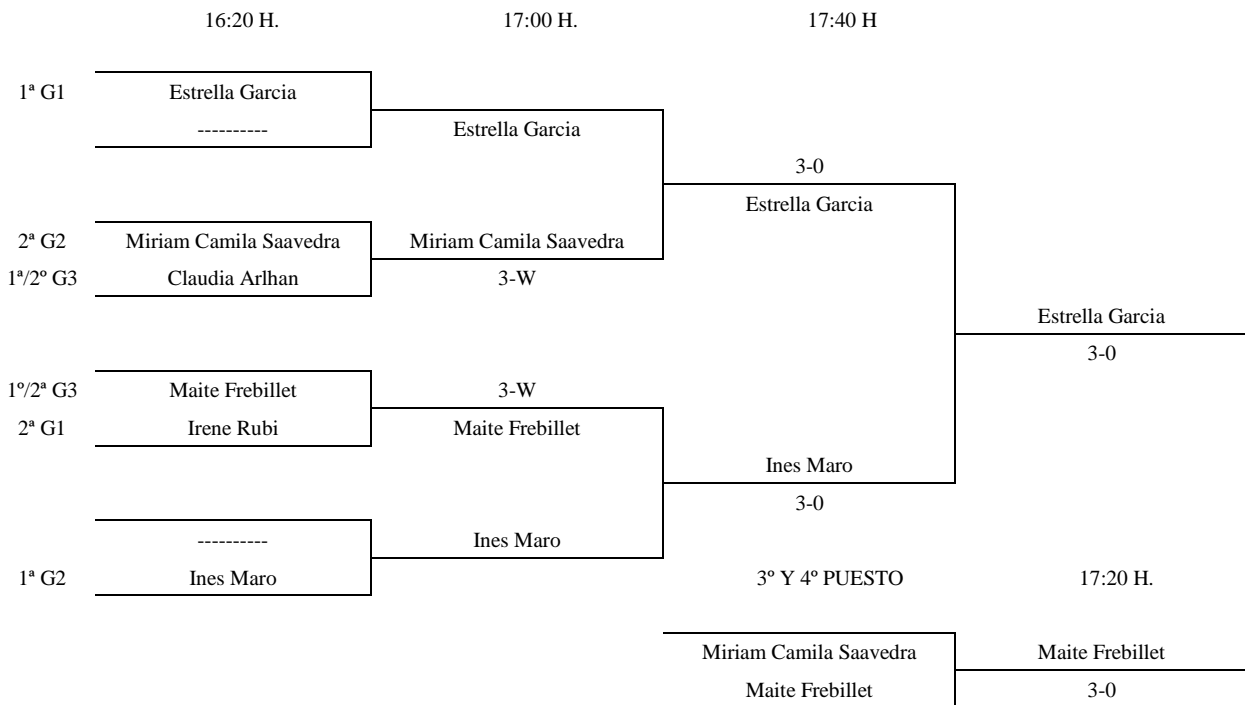 16:20 H. 17:00 H. 17:40 H
1ª G1 Estrella Garcia
---------- Estrella Garcia
3-0
Estrella Garcia
2ª G2 Miriam Camila Saavedra Miriam Camila Saavedra
1ª/2º G3 Claudia Arlhan 3-W
Estrella Garcia
3-0
1º/2ª G3 Maite Frebillet 3-W
2ª G1 Irene Rubi Maite Frebillet
Ines Maro
3-0
---------- Ines Maro
1ª G2 Ines Maro 3º Y 4º PUESTO 17:20 H.
Miriam Camila Saavedra Maite Frebillet
Maite Frebillet 3-0